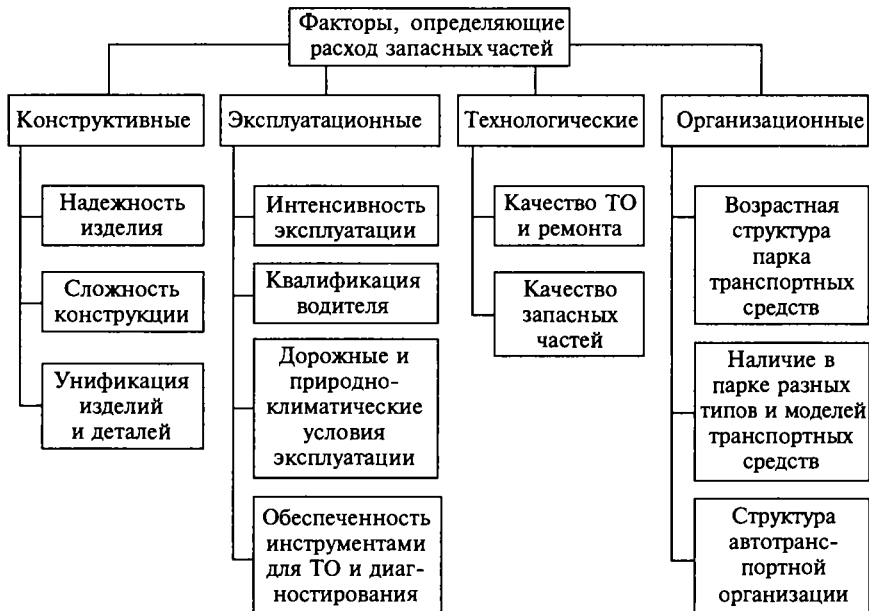 Факторы, определяющие
расход запасных частей
Конструктивные
Надежность
изделия
Сложность
конструкции
Унификация
изделий
и деталей
Эксплуатационные
Интенсивность
эксплуатации
Квалификация
водителя
Дорожные и
природно-
климатические
условия
эксплуатации
Обеспеченность
инструментами
для ТО и диаг-
ностирования
Технологические
Качество ТО
и ремонта
Качество
запасных
частей
Организационные
Возрастная
структура
парка
транспортных
средств
Наличие в
парке разных
типов и моделей
транспортных
средств
Структура
автотранс-
портной
организации